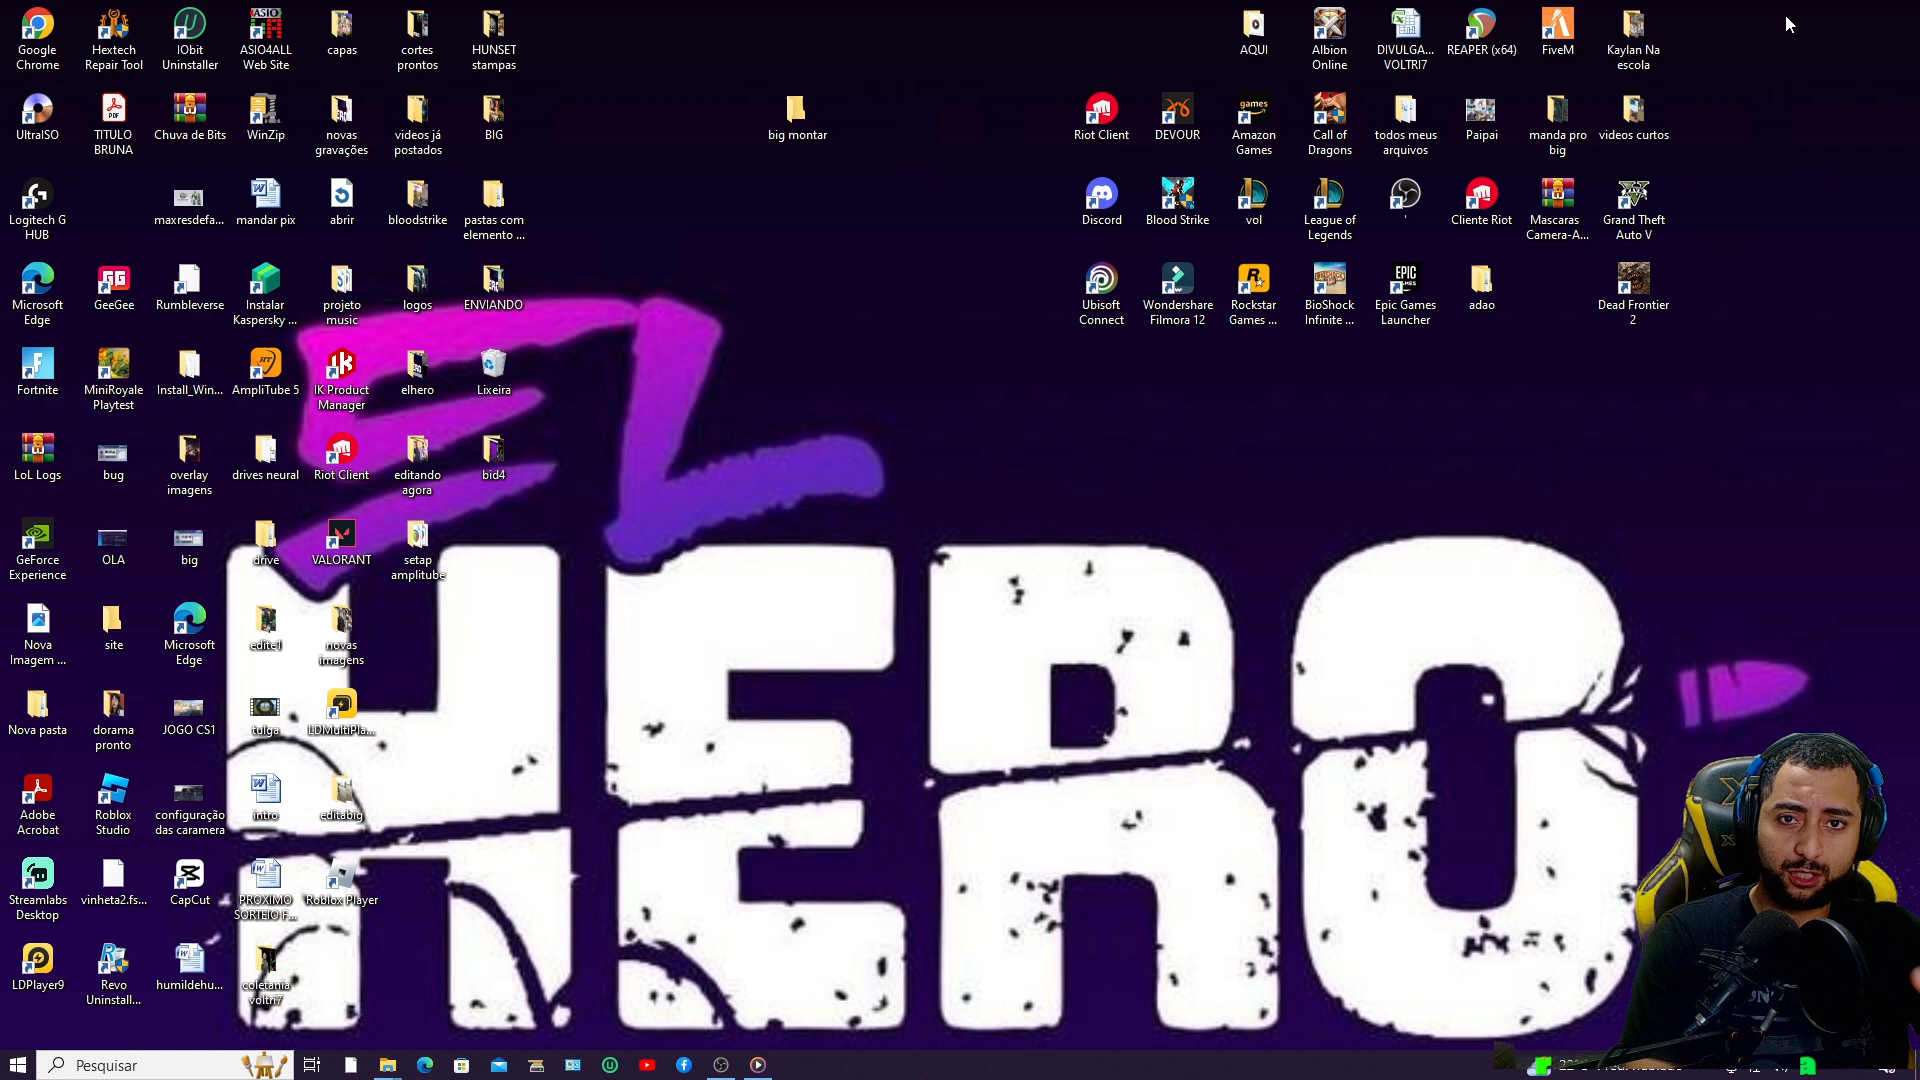 Google
Chrome
Hextech
Repair Tool
IObit
Uninstaller
ASIO4ALL
Web Site
capas
cortes
prontos
HUNSET
stampas
AQUI
Albion
Online
DIVULGA...
VOLTRI7
REAPER (x64)
FiveM
Kaylan Na
escola
UltraISO
TITULO
BRUNA
Chuva de Bits
WinZip
novas
gravações
videos já
postados
BIG
big montar
Riot Client
DEVOUR
Amazon
Games
Call of
Dragons
todos meus
arquivos
Paipai
manda pro
big
videos curtos
Logitech G
HUB
maxresdefa...
mandar pix
abrir
bloodstrike
pastas com
elemento ...
Discord
Blood Strike
vol
League of
Legends
'
Cliente Riot
Mascaras
Camera-A...
Grand Theft
Auto V
Microsoft
Edge
GeeGee
Rumbleverse
Instalar
Kaspersky ...
projeto
music
logos
ENVIANDO
Ubisoft
Connect
Wondershare
Filmora 12
Rockstar
Games ...
BioShock
Infinite ...
Epic Games
Launcher
adao
Dead Frontier
2
Fortnite
MiniRoyale
Playtest
Install_Win...
AmpliTube 5
IK Product
Manager
elhero
Lixeira
LoL Logs
bug
overlay
imagens
drives neural
Riot Client
editando
agora
bid4
GeForce
Experience
OLA
big
drive
VALORANT
setap
amplitube
Nova
Imagem ...
site
Microsoft
Edge
edite1
novas
imagens
Nova pasta
dorama
pronto
JOGO CS1
tulga
LDMultiPla...
Adobe
Acrobat
Roblox
Studio
configuração
das caramera
intro
editabig
Streamlabs
Desktop
vinheta2.fs...
CapCut
PROXIMO
SORTEIO F...
Roblox Player
LDPlayer9
Revo
Uninstall...
humildehu...
coletania
voltri7
EL
HERO
Pesquisar